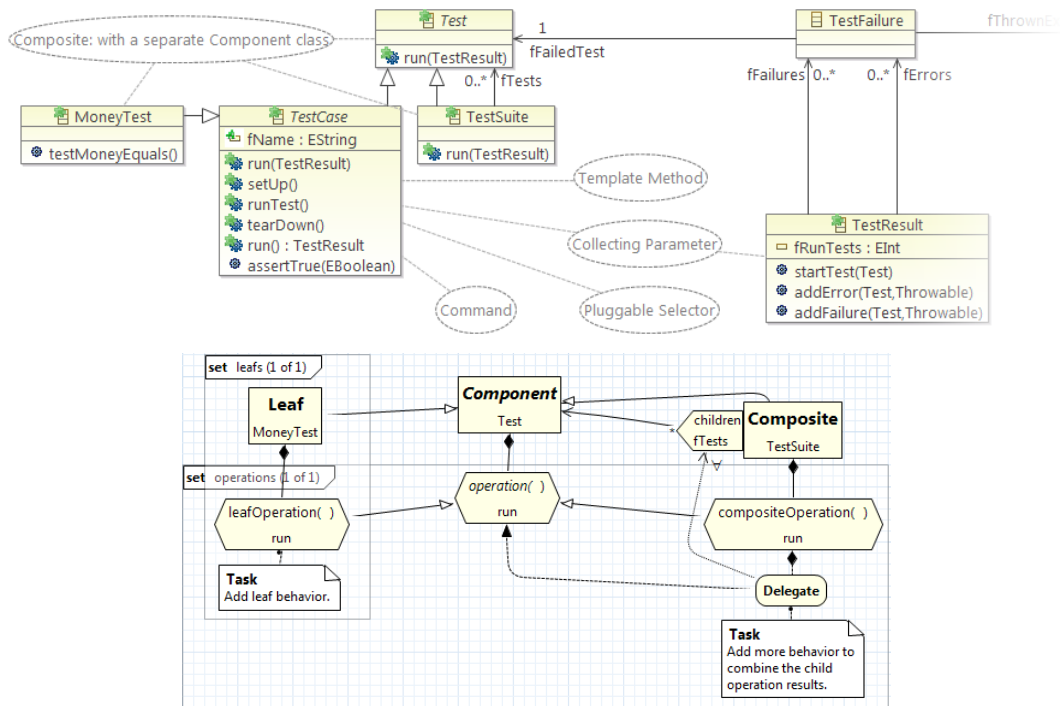 Test
run(TestResult)
Composite: with a separate Component class
1
fFailedTest
TestFailure
fThrownEx
0..* fTests
fFailures 0..*
0..* fErrors
MoneyTest
testMoneyEquals()
TestCase
fName : EString
run(TestResult)
setUp()
runTest()
tearDown()
run() : TestResult
assertTrue(EBoolean)
TestSuite
run(TestResult)
Template Method
Collecting Parameter
Command
Pluggable Selector
TestResult
fRunTests : EInt
startTest(Test)
addError(Test,Throwable)
addFailure(Test,Throwable)
set leafs (1 of 1)
Leaf
MoneyTest
Component
Test
*
children
fTests
∀
Composite
TestSuite
set operations (1 of 1)
leafOperation( )
run
operation( )
run
compositeOperation( )
run
Task
Add leaf behavior.
Delegate
Task
Add more behavior to
combine the child
operation results.